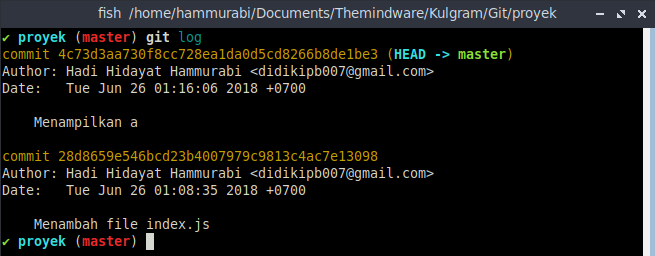 fish /home/hammurabi/Documents/Themindware/Kulgram/Git/proyek
✔ proyek (master) git log
commit 4c73d3aa730f8cc728ea1da0d5cd8266b8de1be3 (HEAD -> master)
Author: Hadi Hidayat Hammurabi <didikipb007@gmail.com>
Date:   Tue Jun 26 01:16:06 2018 +0700
    Menampilkan a
commit 28d8659e546bcd23b4007979c9813c4ac7e13098
Author: Hadi Hidayat Hammurabi <didikipb007@gmail.com>
Date:   Tue Jun 26 01:08:35 2018 +0700
    Menambah file index.js
✔ proyek (master)